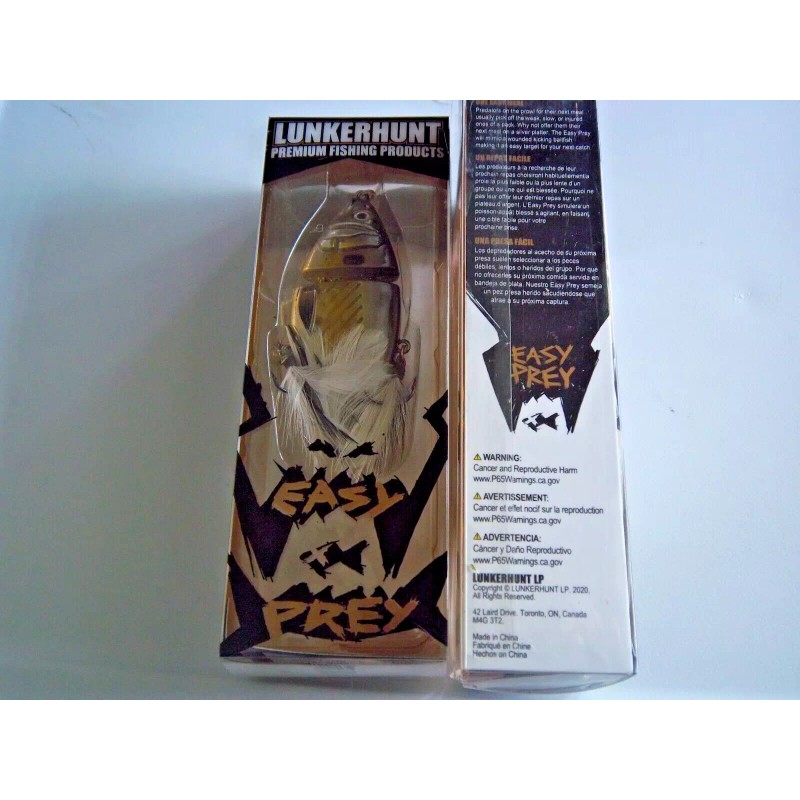 LUNKERHUNT
PREMIUM FISHING PRODUCTS
EASY
PREY
Predators on the prowl for their next meal
usually pick off the weak, slow, or injured
ones of a pack. Why not offer them their
next meal on a silver platter. The Easy Prey
will mimic a wounded kicking baitfish
making it an easy target for your next catch.
UN REPAS FACILE
Les prédateurs à la recherche de leur
prochain repas choisiront habituellement la
proie la plus faible ou la plus lente d'un
groupe ou une qui est blessée. Pourquoi ne
pas leur offrir leur dernier repas sur un
plateau d'argent. L'Easy Prey simulera un
poisson-appât blessé s'agitant, en faisant
une cible facile pour votre
prochaine prise.
UNA PRESA FÁCIL
Los depredadores al acecho de su próxima
presa suelen seleccionar a los peces
débiles, lentos o heridos del grupo. Por que
no ofrecerles su próxima comida servida en
bandeja de plata. Nuestro Easy Prey semeja
un pez presa herido sacudiendose que
atrae a su próxima captura.
EASY
PREY
WARNING:
Cancer and Reproductive Harm
www.P65Warnings.ca.gov
AVERTISSEMENT:
Cancer et effet nocif sur la reproduction
www.P65Warnings.ca.gov
ADVERTENCIA:
Cáncer y Daño Reproductivo
www.P65Warnings.ca.gov
LUNKERHUNT LP
Copyright © LUNKERHUNT LP, 2020.
All Rights Reserved.
42 Laird Drive, Toronto, ON, Canada
M4G 3T2.
Made in China
Fabriqué en Chine
Hechos en China